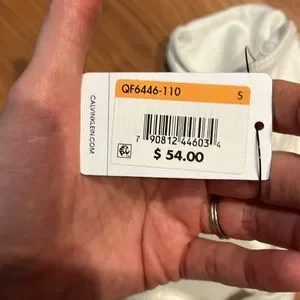 CALVINKLEIN.COM
QF6446-110 S
7 90812 44603 4
$ 54.00